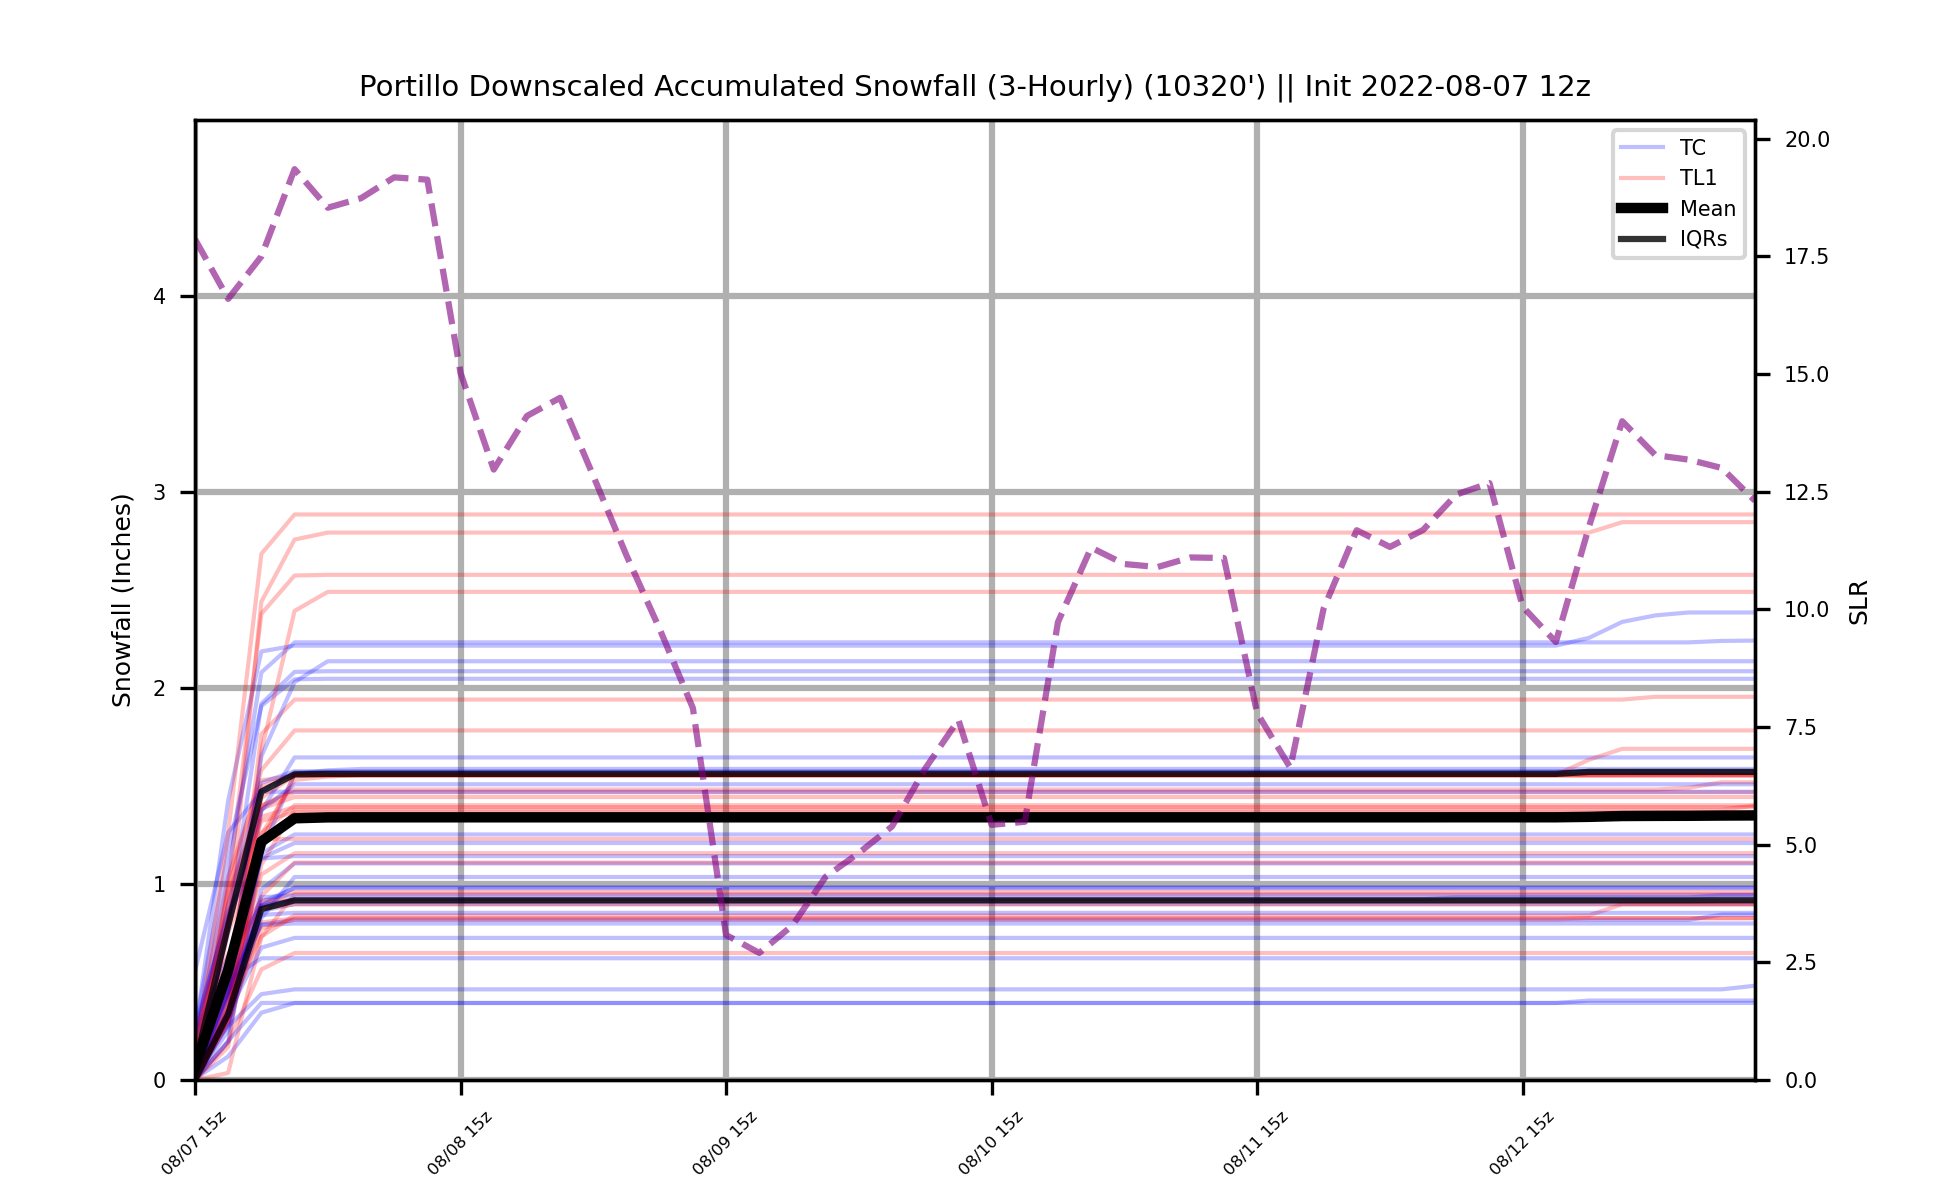 Portillo Downscaled Accumulated Snowfall (3-Hourly) (10320') || Init 2022-08-07 12z
TC
TL1
Mean
IQRs
Snowfall (Inches)
4
3
2
1
0
20.0
17.5
15.0
12.5
10.0
7.5
5.0
2.5
0.0
SLR
08/07 15z
08/08 15z
08/09 15z
08/10 15z
08/11 15z
08/12 15z